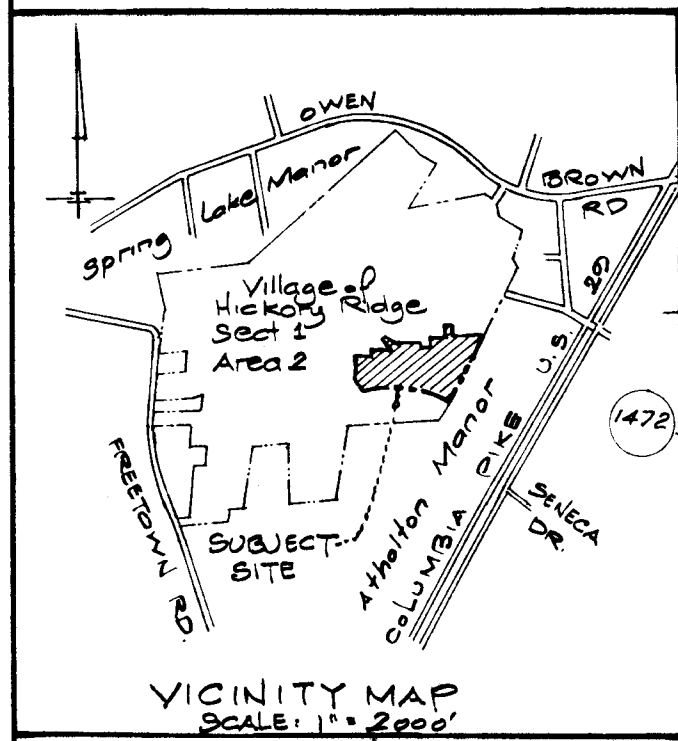 OWEN
BROWN
RD
Spring Lake Manor
Village of
Hickory Ridge
Sect 1
Area 2
U.S. 29
1472
Atholton Manor
COLUMBIA PIKE
SENECA
DR.
FREETOWN RD.
SUBJECT
SITE
VICINITY MAP
SCALE: 1" = 2000'